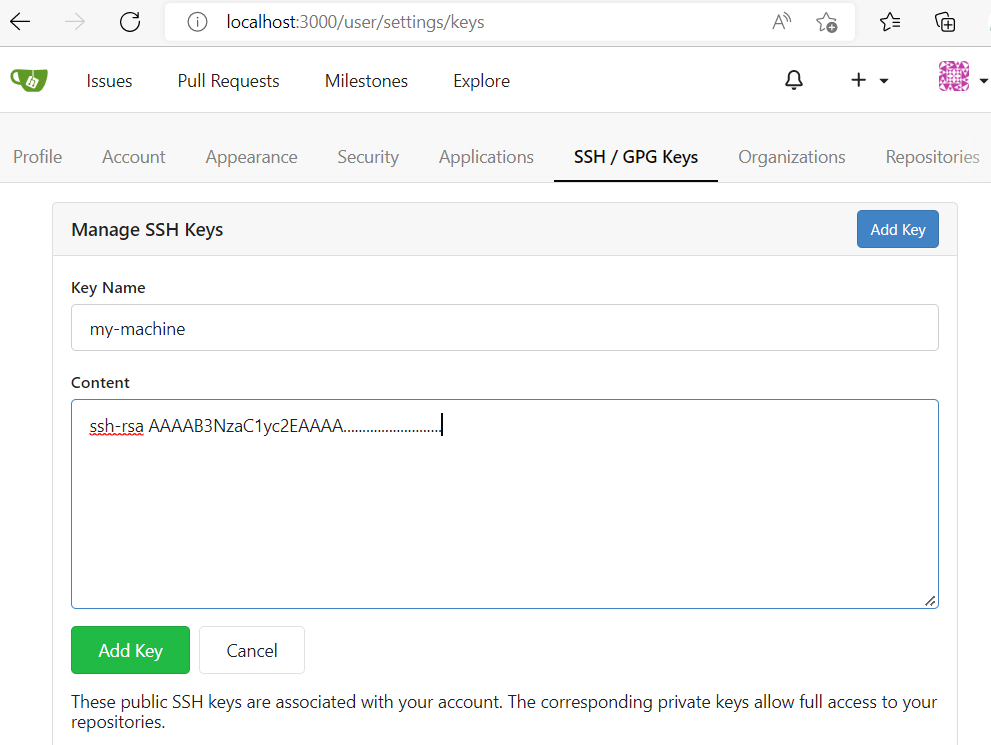 localhost:3000/user/settings/keys
Issues Pull Requests Milestones Explore
Profile Account Appearance Security Applications SSH / GPG Keys Organizations Repositories
Manage SSH Keys Add Key
Key Name
my-machine
Content
ssh-rsa AAAAB3NzaC1yc2EAAAA..........................
Add Key Cancel
These public SSH keys are associated with your account. The corresponding private keys allow full access to your
repositories.